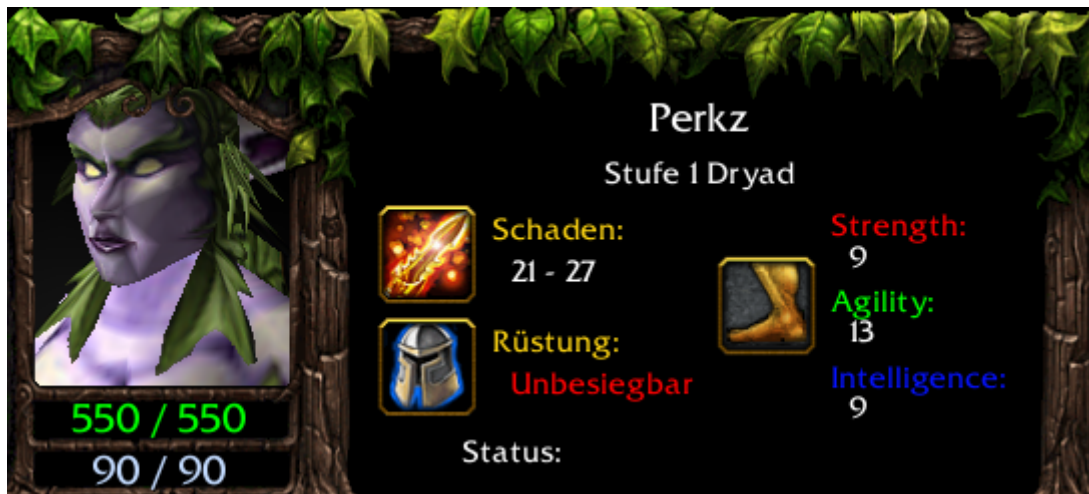 Perkz
Stufe 1 Dryad
Schaden:
21 - 27
Rüstung:
Unbesiegbar
Strength:
9
Agility:
13
Intelligence:
9
Status:
550 / 550
90 / 90